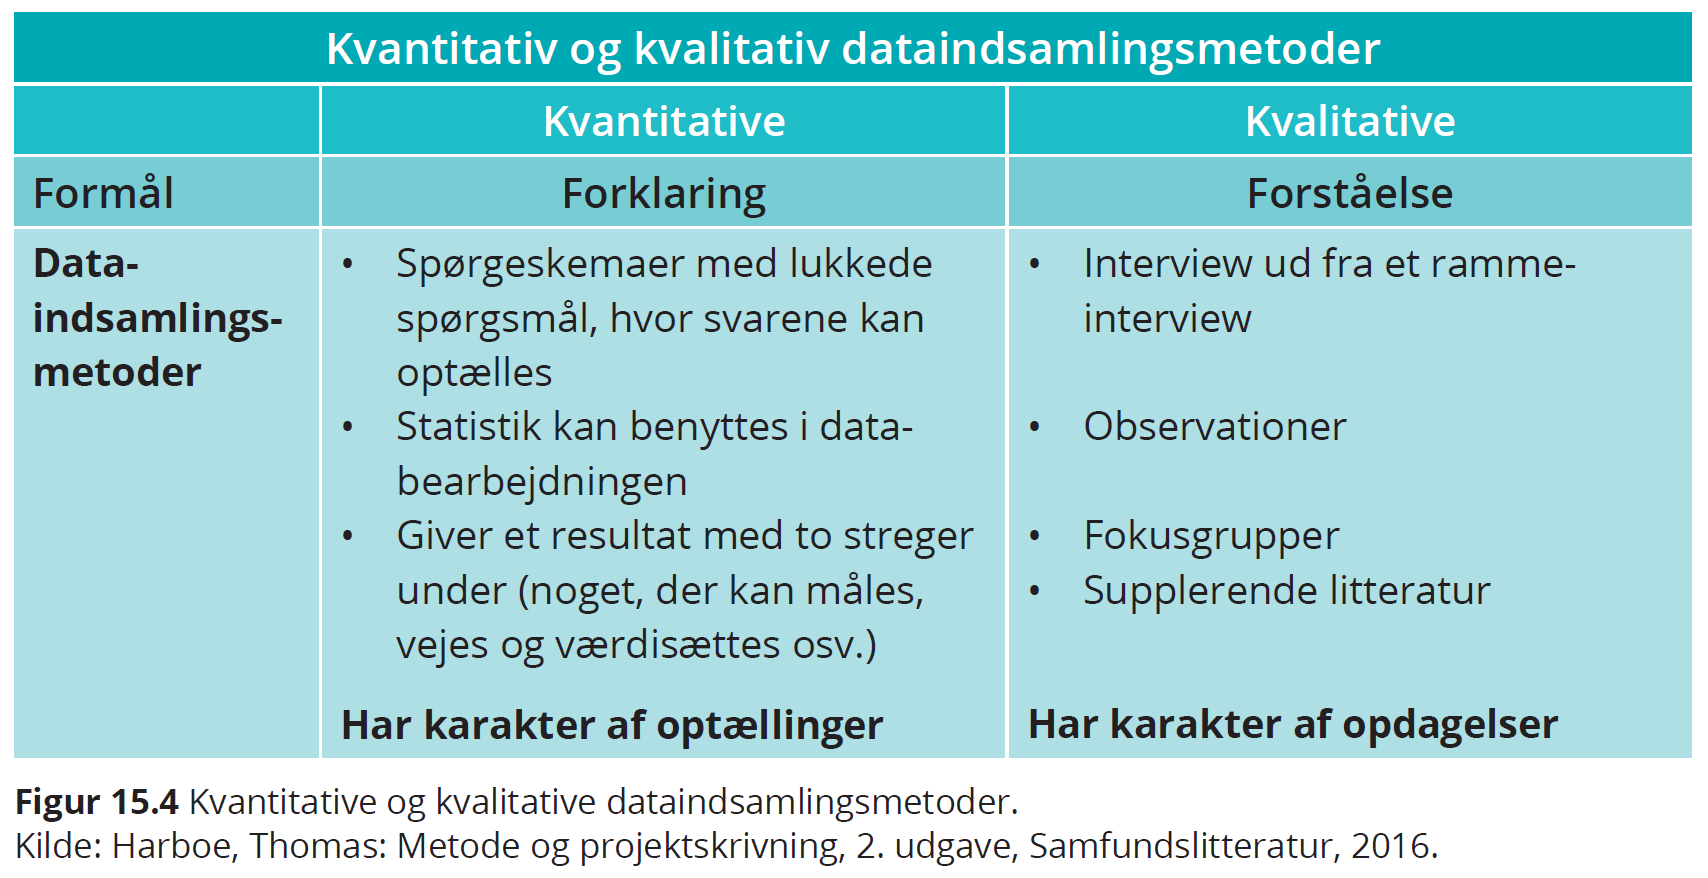 Kvantitativ og kvalitativ dataindsamlingsmetoder
Kvantitative
Kvalitative
Formål
Forklaring
Forståelse
Data-
indsamlings-
metoder
• Spørgeskemaer med lukkede
spørgsmål, hvor svarene kan
optælles
• Statistik kan benyttes i data-
bearbejdningen
• Giver et resultat med to streger
under (noget, der kan måles,
vejes og værdisættes osv.)
Har karakter af optællinger
• Interview ud fra et ramme-
interview
• Observationer
• Fokusgrupper
• Supplerende litteratur
Har karakter af opdagelser
Figur 15.4 Kvantitative og kvalitative dataindsamlingsmetoder.
Kilde: Harboe, Thomas: Metode og projektskrivning, 2. udgave, Samfundslitteratur, 2016.